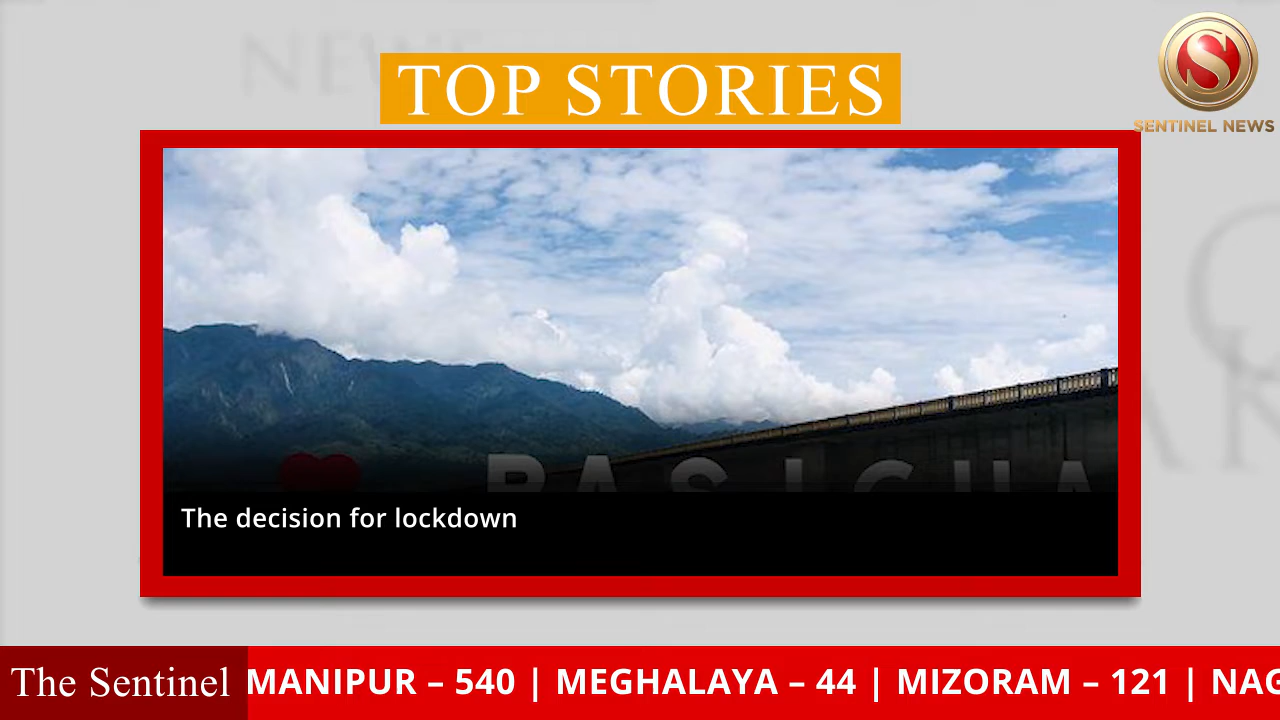 TOP STORIES
S
SENTINEL NEWS
The decision for lockdown
The Sentinel
MANIPUR – 540 | MEGHALAYA – 44 | MIZORAM – 121 | NAG